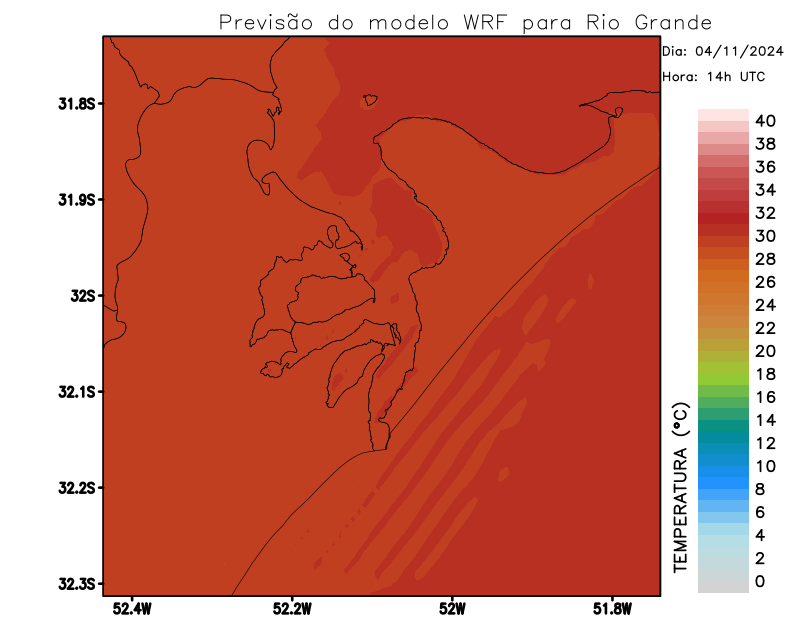 Previsão do modelo WRF para Rio Grande
Dia: 04/11/2024
Hora: 14h UTC
31.8S
31.9S
32S
32.1S
32.2S
32.3S
52.4W
52.2W
52W
51.8W
TEMPERATURA (°C)
40
38
36
34
32
30
28
26
24
22
20
18
16
14
12
10
8
6
4
2
0